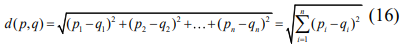 d(p,q) = √((p₁ − q₁)² + (p₂ − q₂)² + … + (pₙ − qₙ)²) = √(∑ᵢ₌₁ⁿ (pᵢ − qᵢ)²) (16)